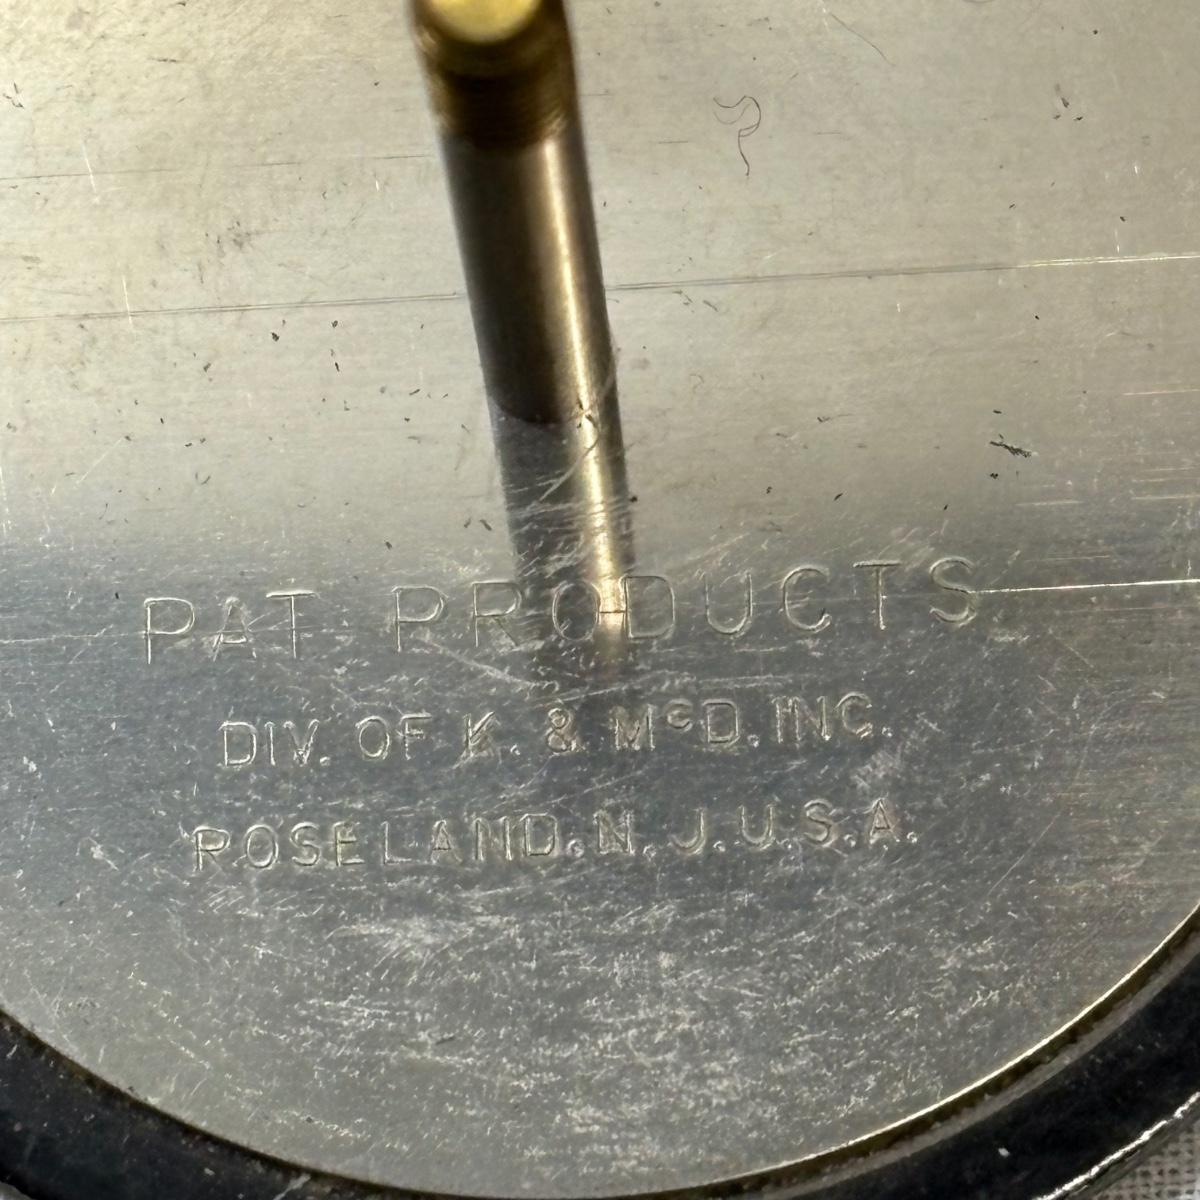 PAT PRODUCTS
DIV. OF K. & McD. INC.
ROSELAND. N. J. U. S. A.